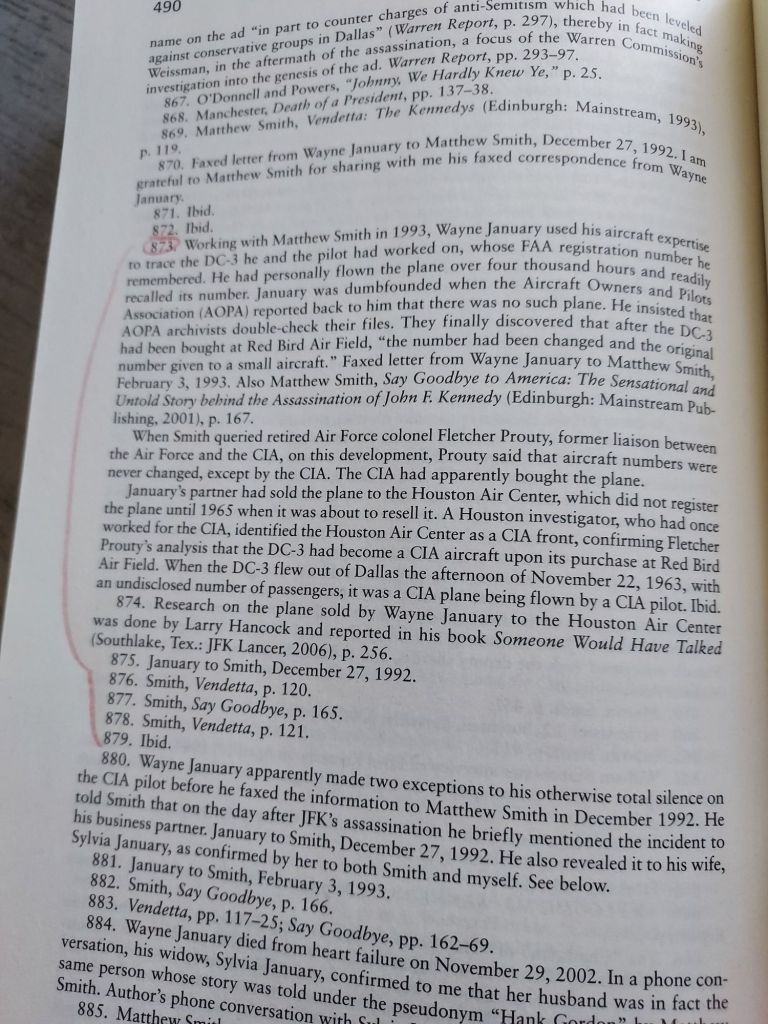 490
name on the ad “in part to counter charges of anti-Semitism which had been leveled
against conservative groups in Dallas” (Warren Report, p. 297), thereby in fact making
Weissman, in the aftermath of the assassination, a focus of the Warren Commission’s
investigation into the genesis of the ad. Warren Report, pp. 293–97.
867. O’Donnell and Powers, “Johnny, We Hardly Knew Ye,” p. 25.
868. Manchester, Death of a President, pp. 137–38.
869. Matthew Smith, Vendetta: The Kennedys (Edinburgh: Mainstream, 1993),
p. 119.
870. Faxed letter from Wayne January to Matthew Smith, December 27, 1992. I am
grateful to Matthew Smith for sharing with me his faxed correspondence from Wayne
January.
871. Ibid.
872. Ibid.
873. Working with Matthew Smith in 1993, Wayne January used his aircraft expertise
to trace the DC-3 he and the pilot had worked on, whose FAA registration number he
remembered. He had personally flown the plane over four thousand hours and readily
recalled its number. January was dumbfounded when the Aircraft Owners and Pilots
Association (AOPA) reported back to him that there was no such plane. He insisted that
AOPA archivists double-check their files. They finally discovered that after the DC-3
had been bought at Red Bird Air Field, “the number had been changed and the original
number given to a small aircraft.” Faxed letter from Wayne January to Matthew Smith,
February 3, 1993. Also Matthew Smith, Say Goodbye to America: The Sensational and
Untold Story behind the Assassination of John F. Kennedy (Edinburgh: Mainstream Pub-
lishing, 2001), p. 167.
When Smith queried retired Air Force colonel Fletcher Prouty, former liaison between
the Air Force and the CIA, on this development, Prouty said that aircraft numbers were
never changed, except by the CIA. The CIA had apparently bought the plane.
January’s partner had sold the plane to the Houston Air Center, which did not register
the plane until 1965 when it was about to resell it. A Houston investigator, who had once
worked for the CIA, identified the Houston Air Center as a CIA front, confirming Fletcher
Prouty’s analysis that the DC-3 had become a CIA aircraft upon its purchase at Red Bird
Air Field. When the DC-3 flew out of Dallas the afternoon of November 22, 1963, with
an undisclosed number of passengers, it was a CIA plane being flown by a CIA pilot. Ibid.
874. Research on the plane sold by Wayne January to the Houston Air Center
was done by Larry Hancock and reported in his book Someone Would Have Talked
(Southlake, Tex.: JFK Lancer, 2006), p. 256.
875. January to Smith, December 27, 1992.
876. Smith, Vendetta, p. 120.
877. Smith, Say Goodbye, p. 165.
878. Smith, Vendetta, p. 121.
879. Ibid.
880. Wayne January apparently made two exceptions to his otherwise total silence on
the CIA pilot before he faxed the information to Matthew Smith in December 1992. He
told Smith that on the day after JFK’s assassination he briefly mentioned the incident to
his business partner. January to Smith, December 27, 1992. He also revealed it to his wife,
Sylvia January, as confirmed by her to both Smith and myself. See below.
881. January to Smith, February 3, 1993.
882. Smith, Say Goodbye, p. 166.
883. Vendetta, pp. 117–25; Say Goodbye, pp. 162–69.
884. Wayne January died from heart failure on November 29, 2002. In a phone con-
versation, his widow, Sylvia January, confirmed to me that her husband was in fact the
same person whose story was told under the pseudonym “Hank Gordon” by Matthew
Smith. Author’s phone conversation with
885. Matthew Smith